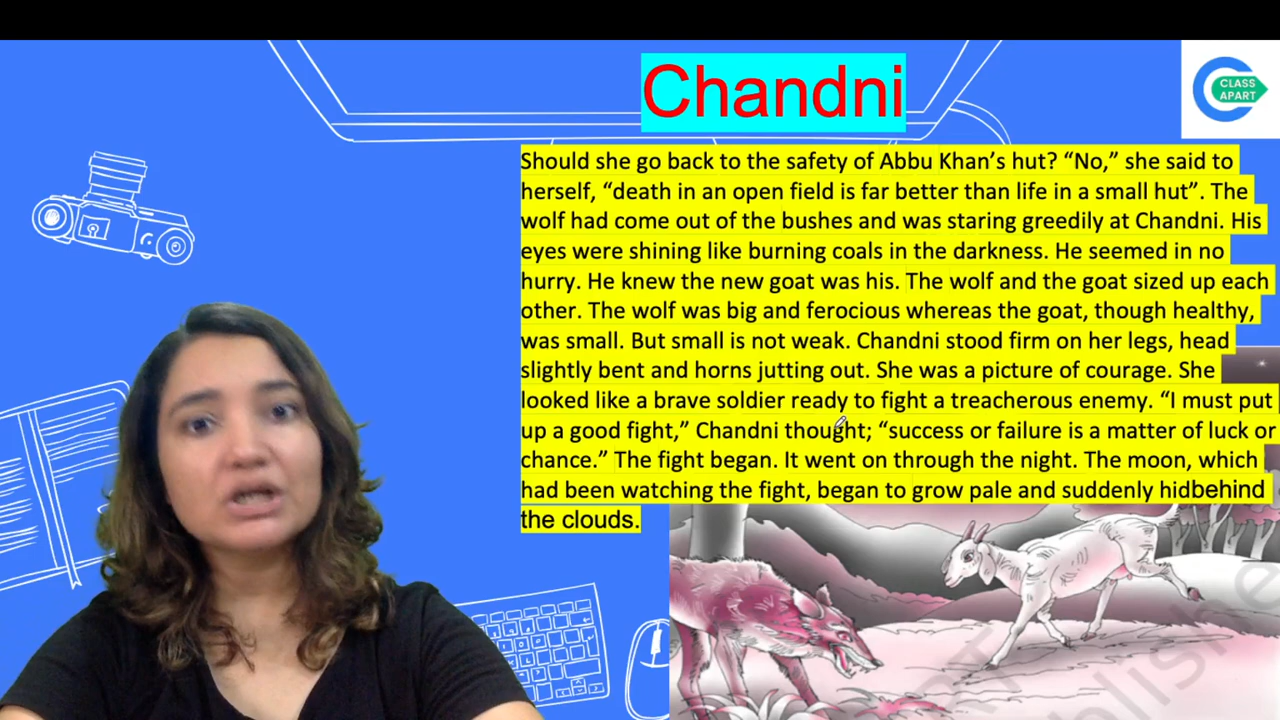 Chandni
CLASS
APART
Should she go back to the safety of Abbu Khan’s hut? “No,” she said to
herself, “death in an open field is far better than life in a small hut”. The
wolf had come out of the bushes and was staring greedily at Chandni. His
eyes were shining like burning coals in the darkness. He seemed in no
hurry. He knew the new goat was his. The wolf and the goat sized up each
other. The wolf was big and ferocious whereas the goat, though healthy,
was small. But small is not weak. Chandni stood firm on her legs, head
slightly bent and horns jutting out. She was a picture of courage. She
looked like a brave soldier ready to fight a treacherous enemy. “I must put
up a good fight,” Chandni thought; “success or failure is a matter of luck or
chance.” The fight began. It went on through the night. The moon, which
had been watching the fight, began to grow pale and suddenly hidbehind
the clouds.